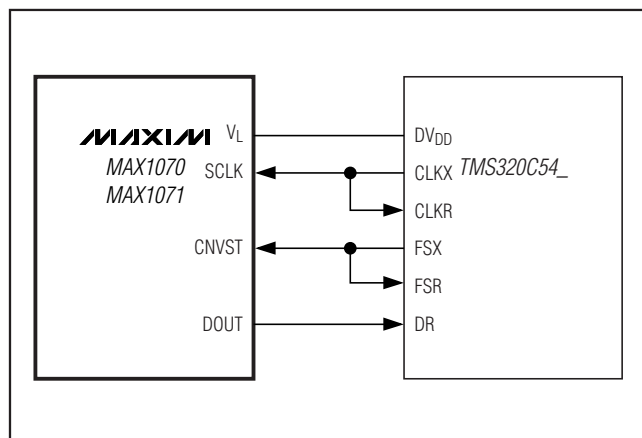 MAXIM
MAX1070
MAX1071
VL
SCLK
CNVST
DOUT
DVDD
CLKX
CLKR
FSX
FSR
DR
TMS320C54_